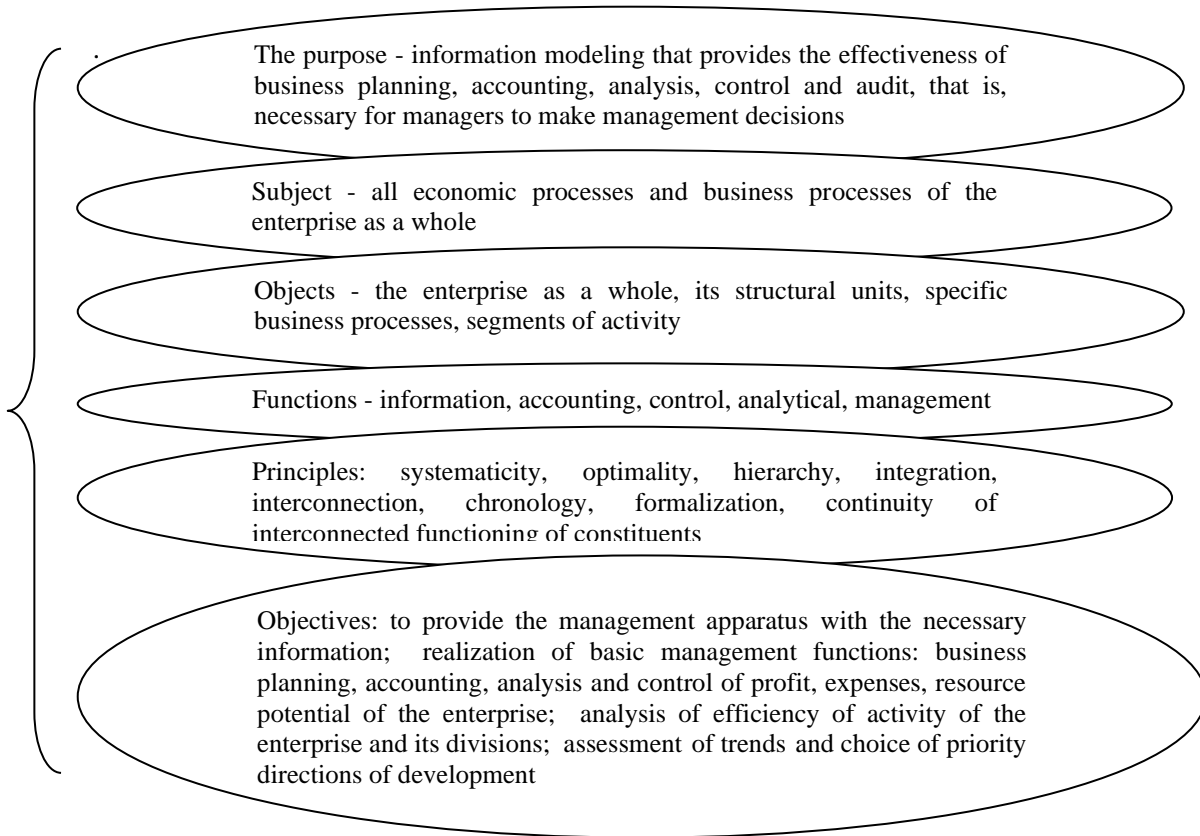 The purpose - information modeling that provides the effectiveness of
business planning, accounting, analysis, control and audit, that is,
necessary for managers to make management decisions
Subject - all economic processes and business processes of the
enterprise as a whole
Objects - the enterprise as a whole, its structural units, specific
business processes, segments of activity
Functions - information, accounting, control, analytical, management
Principles: systematicity, optimality, hierarchy, integration,
interconnection, chronology, formalization, continuity of
interconnected functioning of constituents
Objectives: to provide the management apparatus with the necessary
information; realization of basic management functions: business
planning, accounting, analysis and control of profit, expenses, resource
potential of the enterprise; analysis of efficiency of activity of the
enterprise and its divisions; assessment of trends and choice of priority
directions of development